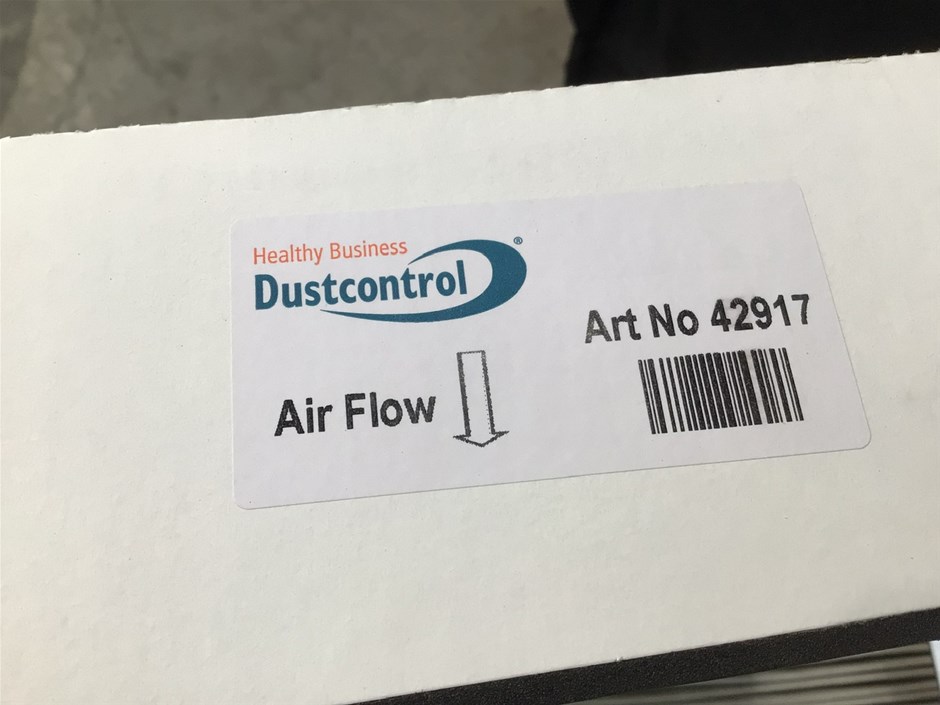 Healthy Business
Dustcontrol®
Art No 42917
Air Flow